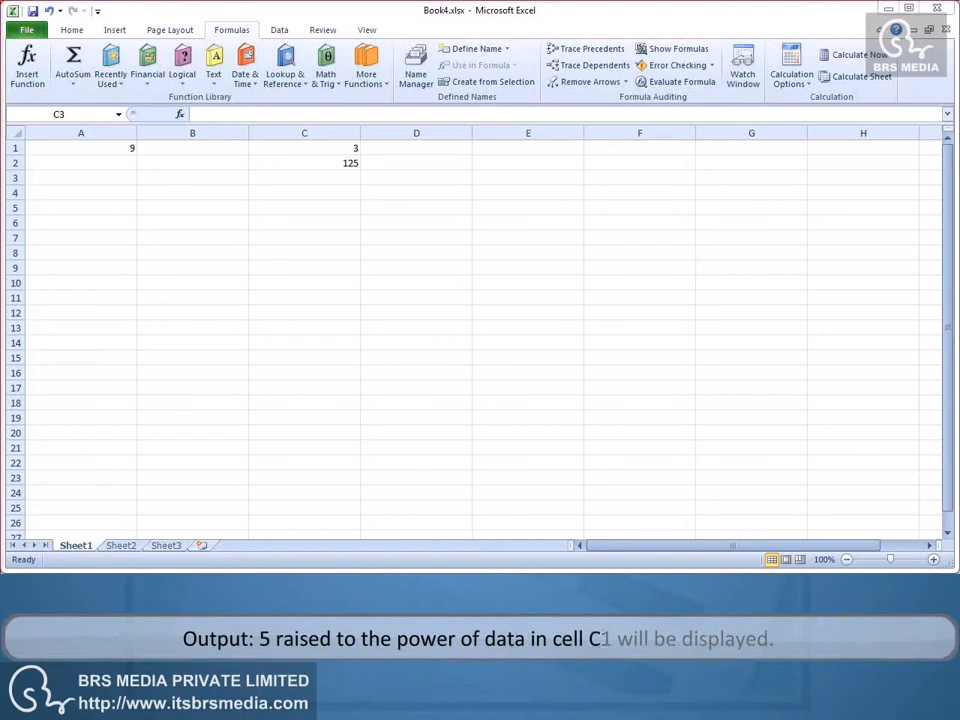 Book4.xlsx - Microsoft Excel
File Home Insert Page Layout Formulas Data Review View
BRS MEDIA
Insert Function
AutoSum
Recently Used
Financial
Logical
Text
Date & Time
Lookup & Reference
Math & Trig
More Functions
Function Library
Name Manager
Define Name
Use in Formula
Create from Selection
Defined Names
Trace Precedents
Trace Dependents
Remove Arrows
Show Formulas
Error Checking
Evaluate Formula
Formula Auditing
Watch Window
Calculation Options
Calculate Now
Calculate Sheet
Calculation
C3 fx
A B C D E F G H
1 9 3
2 125
3
4
5
6
7
8
9
10
11
12
13
14
15
16
17
18
19
20
21
22
23
24
25
26
27
Sheet1 Sheet2 Sheet3
Ready 100%
Output: 5 raised to the power of data in cell C1 will be displayed.
BRS MEDIA PRIVATE LIMITED
http://www.itsbrsmedia.com